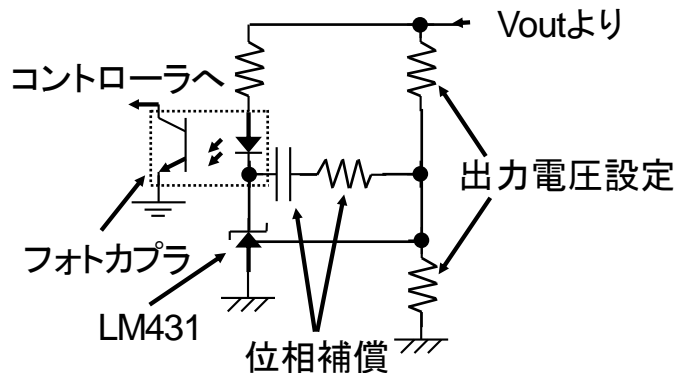 Voutより
コントローラへ
出力電圧設定
フォトカプラ
LM431
位相補償